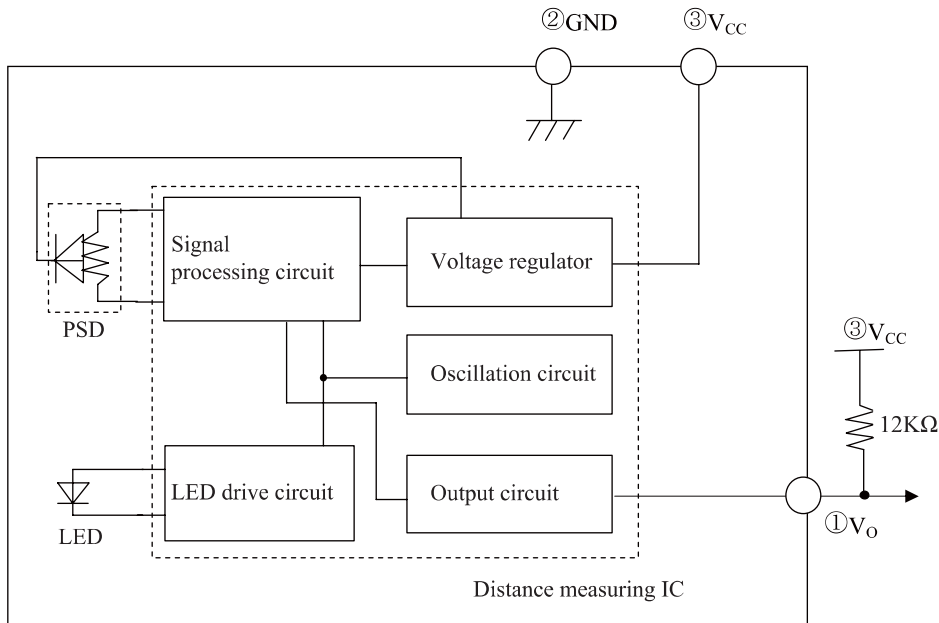 ②GND
③VCC
Signal
processing circuit
Voltage regulator
PSD
Oscillation circuit
③VCC
12KΩ
LED drive circuit
Output circuit
LED
①VO
Distance measuring IC